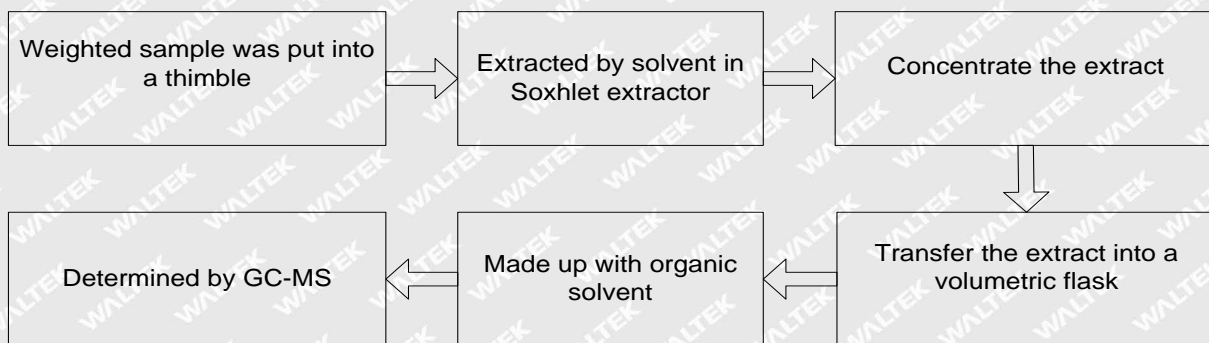 Weighted sample was put into
a thimble
Extracted by solvent in
Soxhlet extractor
Concentrate the extract
Transfer the extract into a
volumetric flask
Made up with organic
solvent
Determined by GC-MS
WALTEK